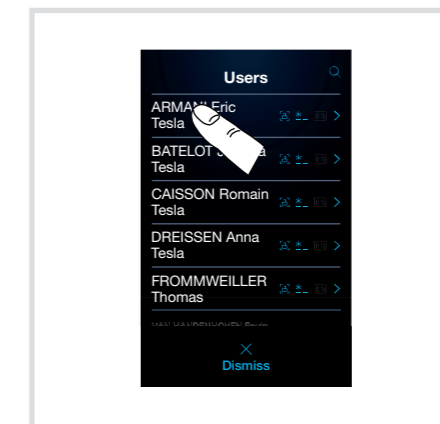 Users
ARMANI Eric
Tesla
BATELOT J
Tesla
CAISSON Romain
Tesla
DREISSEN Anna
Tesla
FROMMWEILLER
Thomas
Dismiss